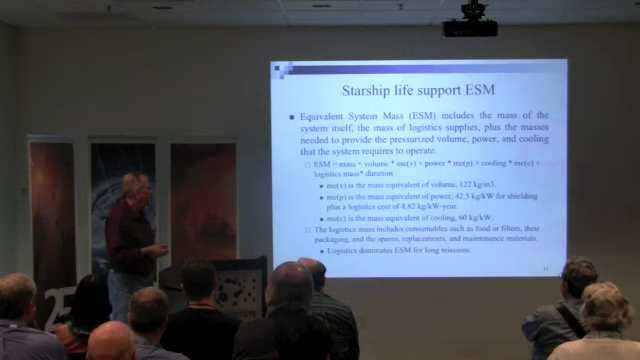 Starship life support ESM
Equivalent System Mass (ESM) includes the mass of the
system itself, the mass of logistics supplies, plus the masses
needed to provide the pressurized volume, power, and cooling
that the system requires to operate.
ESM = mass + volume * me(v) + power * me(p) + cooling * me(c) +
logistics mass* duration
me(v) is the mass equivalent of volume, 122 kg/m3.
me(p) is the mass equivalent of power, 42.5 kg/kW for shielding
plus a logistics cost of 4.82 kg/kW-year.
me(c) is the mass equivalent of cooling, 60 kg/kW.
The logistics mass includes consumables such as food or filters, their
packaging, and the spares, replacements, and maintenance materials.
Logistics dominates ESM for long missions.